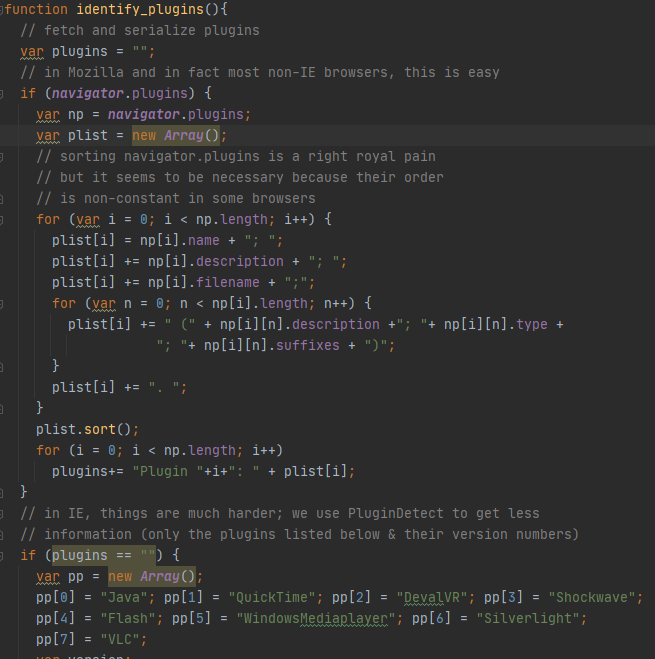 function identify_plugins(){
// fetch and serialize plugins
var plugins = "";
// in Mozilla and in fact most non-IE browsers, this is easy
if (navigator.plugins) {
var np = navigator.plugins;
var plist = new Array();
// sorting navigator.plugins is a right royal pain
// but it seems to be necessary because their order
// is non-constant in some browsers
for (var i = 0; i < np.length; i++) {
plist[i] = np[i].name + "; ";
plist[i] += np[i].description + "; ";
plist[i] += np[i].filename + ";";
for (var n = 0; n < np[i].length; n++) {
plist[i] += " (" + np[i][n].description +"; "+ np[i][n].type +
"; "+ np[i][n].suffixes + ")";
}
plist[i] += ". ";
}
plist.sort();
for (i = 0; i < np.length; i++)
plugins+= "Plugin "+i+": " + plist[i];
}
// in IE, things are much harder; we use PluginDetect to get less
// information (only the plugins listed below & their version numbers)
if (plugins == "") {
var pp = new Array();
pp[0] = "Java"; pp[1] = "QuickTime"; pp[2] = "DevalVR"; pp[3] = "Shockwave";
pp[4] = "Flash"; pp[5] = "WindowsMediaplayer"; pp[6] = "Silverlight";
pp[7] = "VLC";
var version;